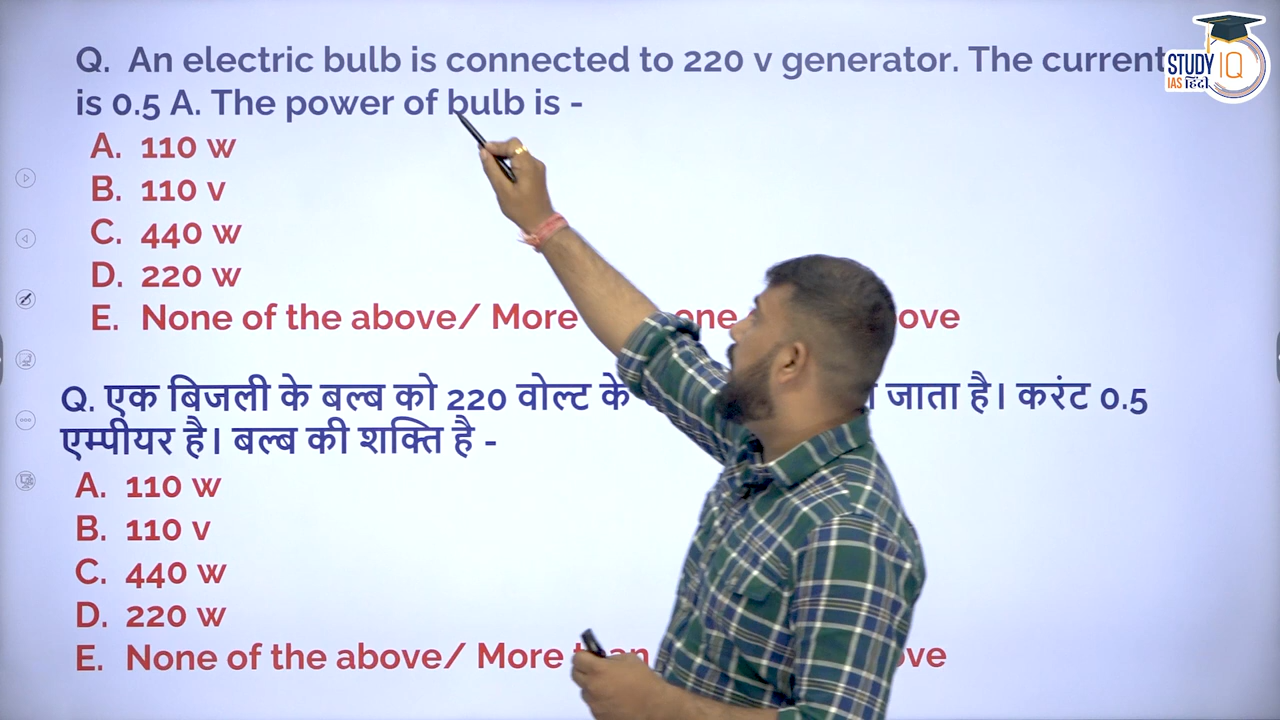 Q. An electric bulb is connected to 220 v generator. The current
is 0.5 A. The power of bulb is -
A. 110 w
B. 110 v
C. 440 w
D. 220 w
E. None of the above/ More one ove
Q. एक बिजली के बल्ब को 220 वोल्ट के जाता है। करंट 0.5
एम्पीयर है। बल्ब की शक्ति है -
A. 110 w
B. 110 v
C. 440 w
D. 220 w
E. None of the above/ More than ove
STUDY IQ
IAS हिंदी